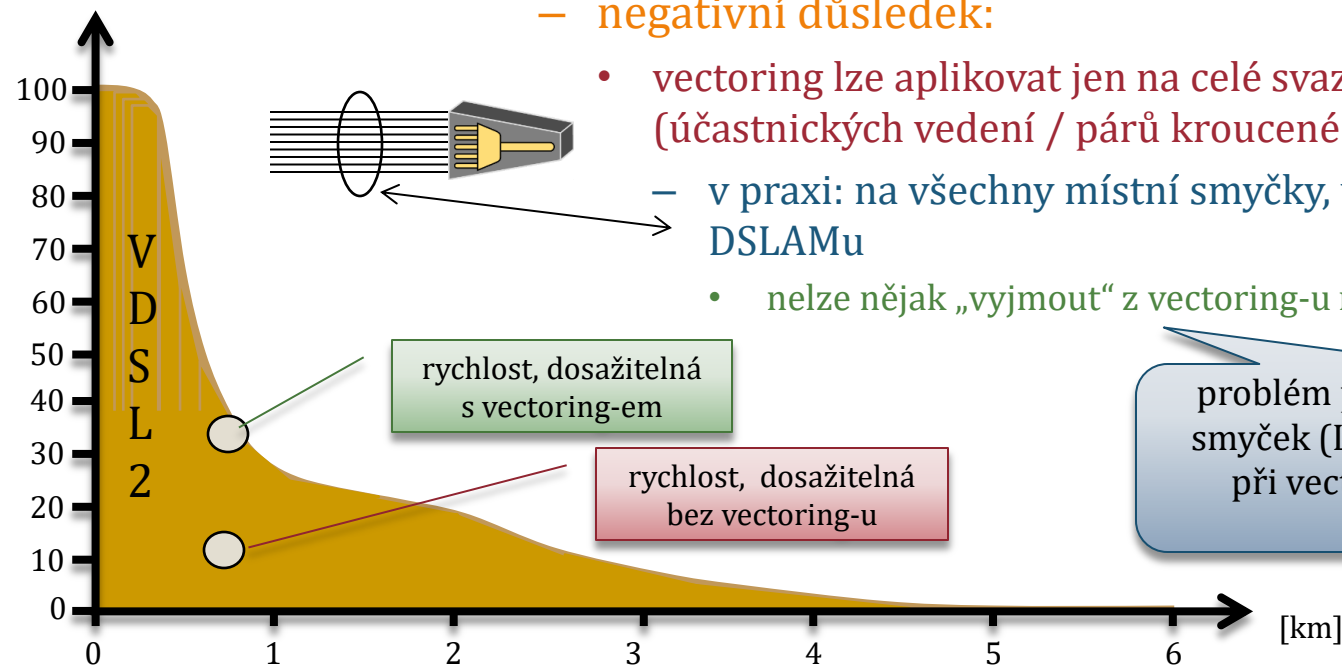 – negativní důsledek:
• vectoring lze aplikovat jen na celé
(účastnických vedení / párů kroucené
– v praxi: na všechny místní smyčky,
DSLAMu
• nelze nějak „vyjmout“ z vectoring-u
100
90
80
70
60
50
40
30
20
10
0
V
D
S
L
2
rychlost, dosažitelná
s vectoring-em
rychlost, dosažitelná
bez vectoring-u
problém
smyček
při
0 1 2 3 4 5 6 [km]